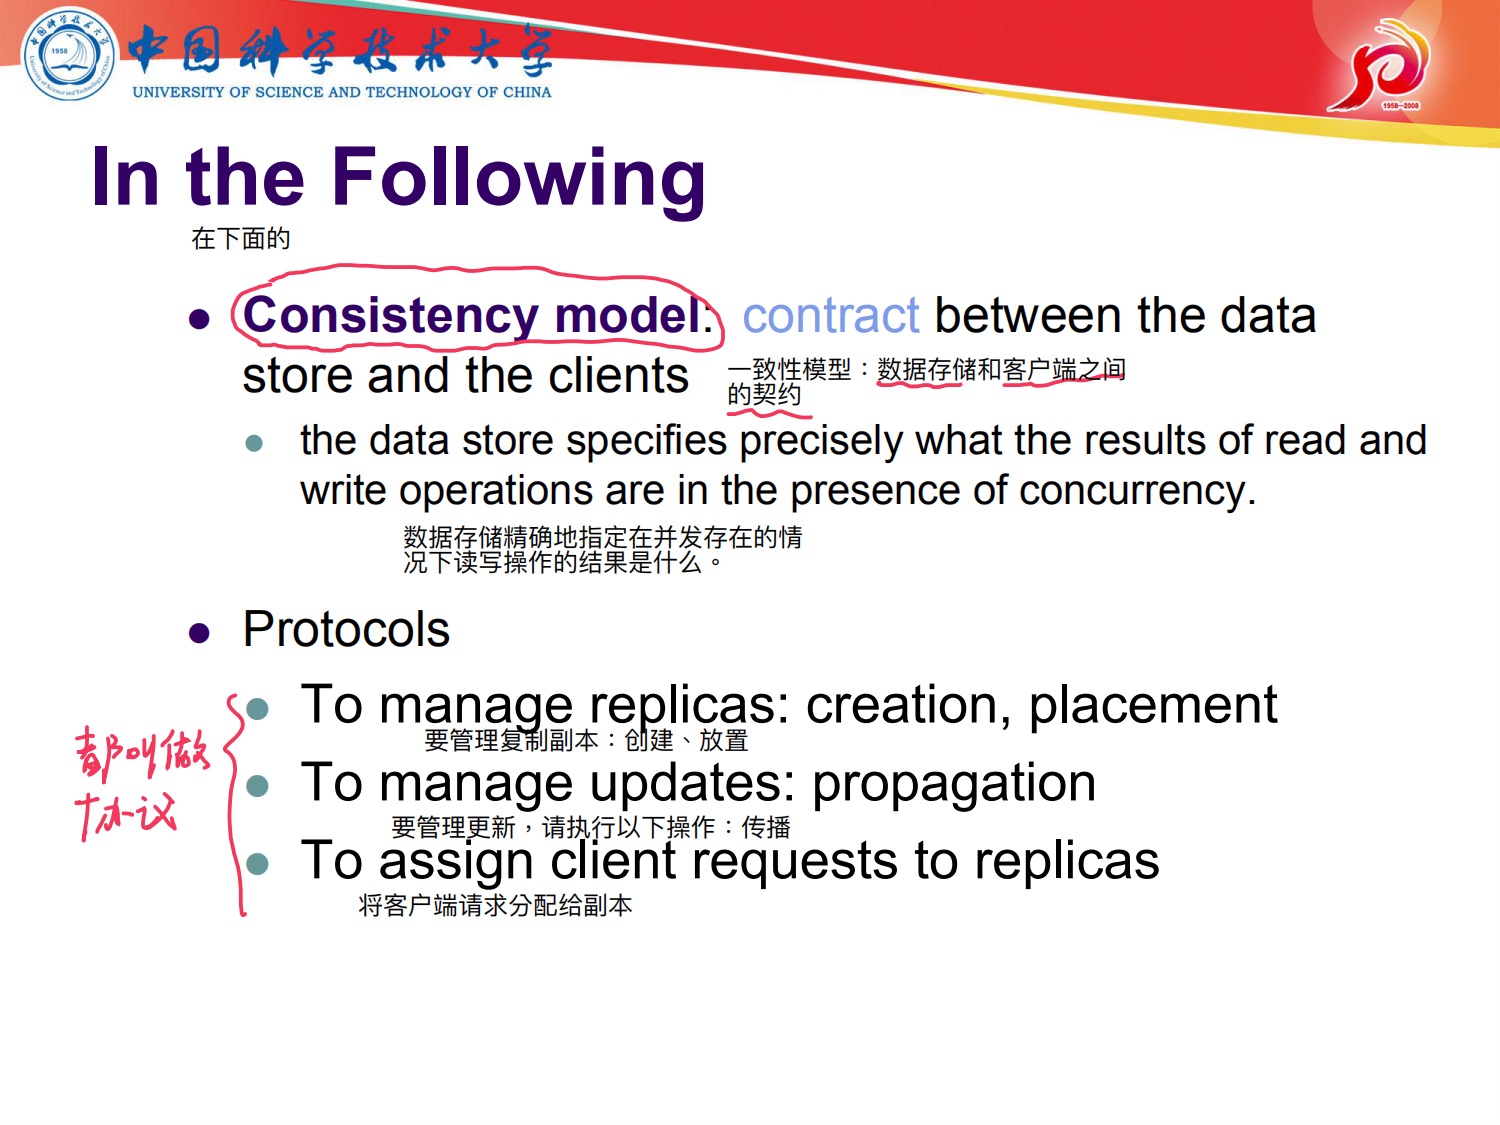 中国科学技术大学
UNIVERSITY OF SCIENCE AND TECHNOLOGY OF CHINA
1958
1958—2008
In the Following
在下面的
Consistency model: contract between the data
store and the clients
一致性模型：数据存储和客户端之间
的契约
the data store specifies precisely what the results of read and
write operations are in the presence of concurrency.
数据存储精确地指定在并发存在的情
况下读写操作的结果是什么。
Protocols
To manage replicas: creation, placement
要管理复制副本：创建、放置
都叫做
协议
To manage updates: propagation
要管理更新，请执行以下操作：传播
To assign client requests to replicas
将客户端请求分配给副本